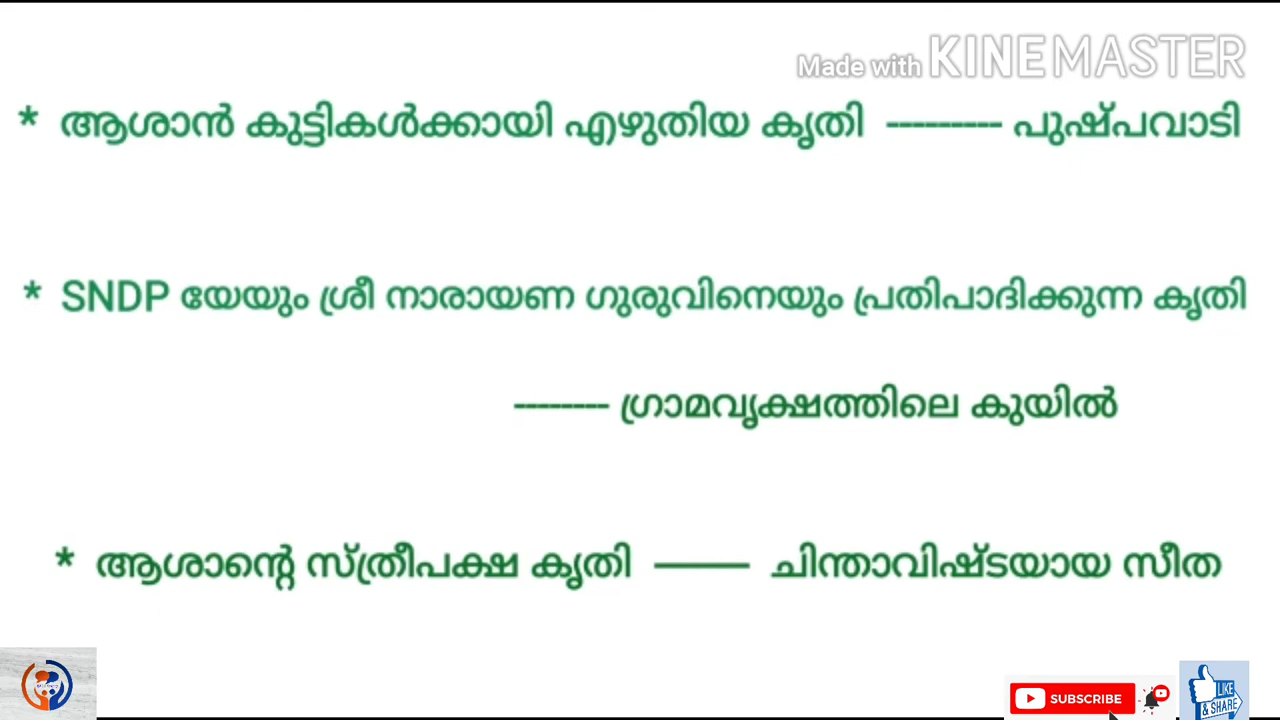 Made with KINEMASTER
* ആശാൻ കുട്ടികൾക്കായി എഴുതിയ കൃതി --------- പുഷ്പവാടി
* SNDP യേയും ശ്രീ നാരായണ ഗുരുവിനെയും പ്രതിപാദിക്കുന്ന കൃതി
-------- ഗ്രാമവൃക്ഷത്തിലെ കുയിൽ
* ആശാന്റെ സ്ത്രീപക്ഷ കൃതി ——— ചിന്താവിഷ്ടയായ സീത
SUBSCRIBE
LIKE
& SHARE